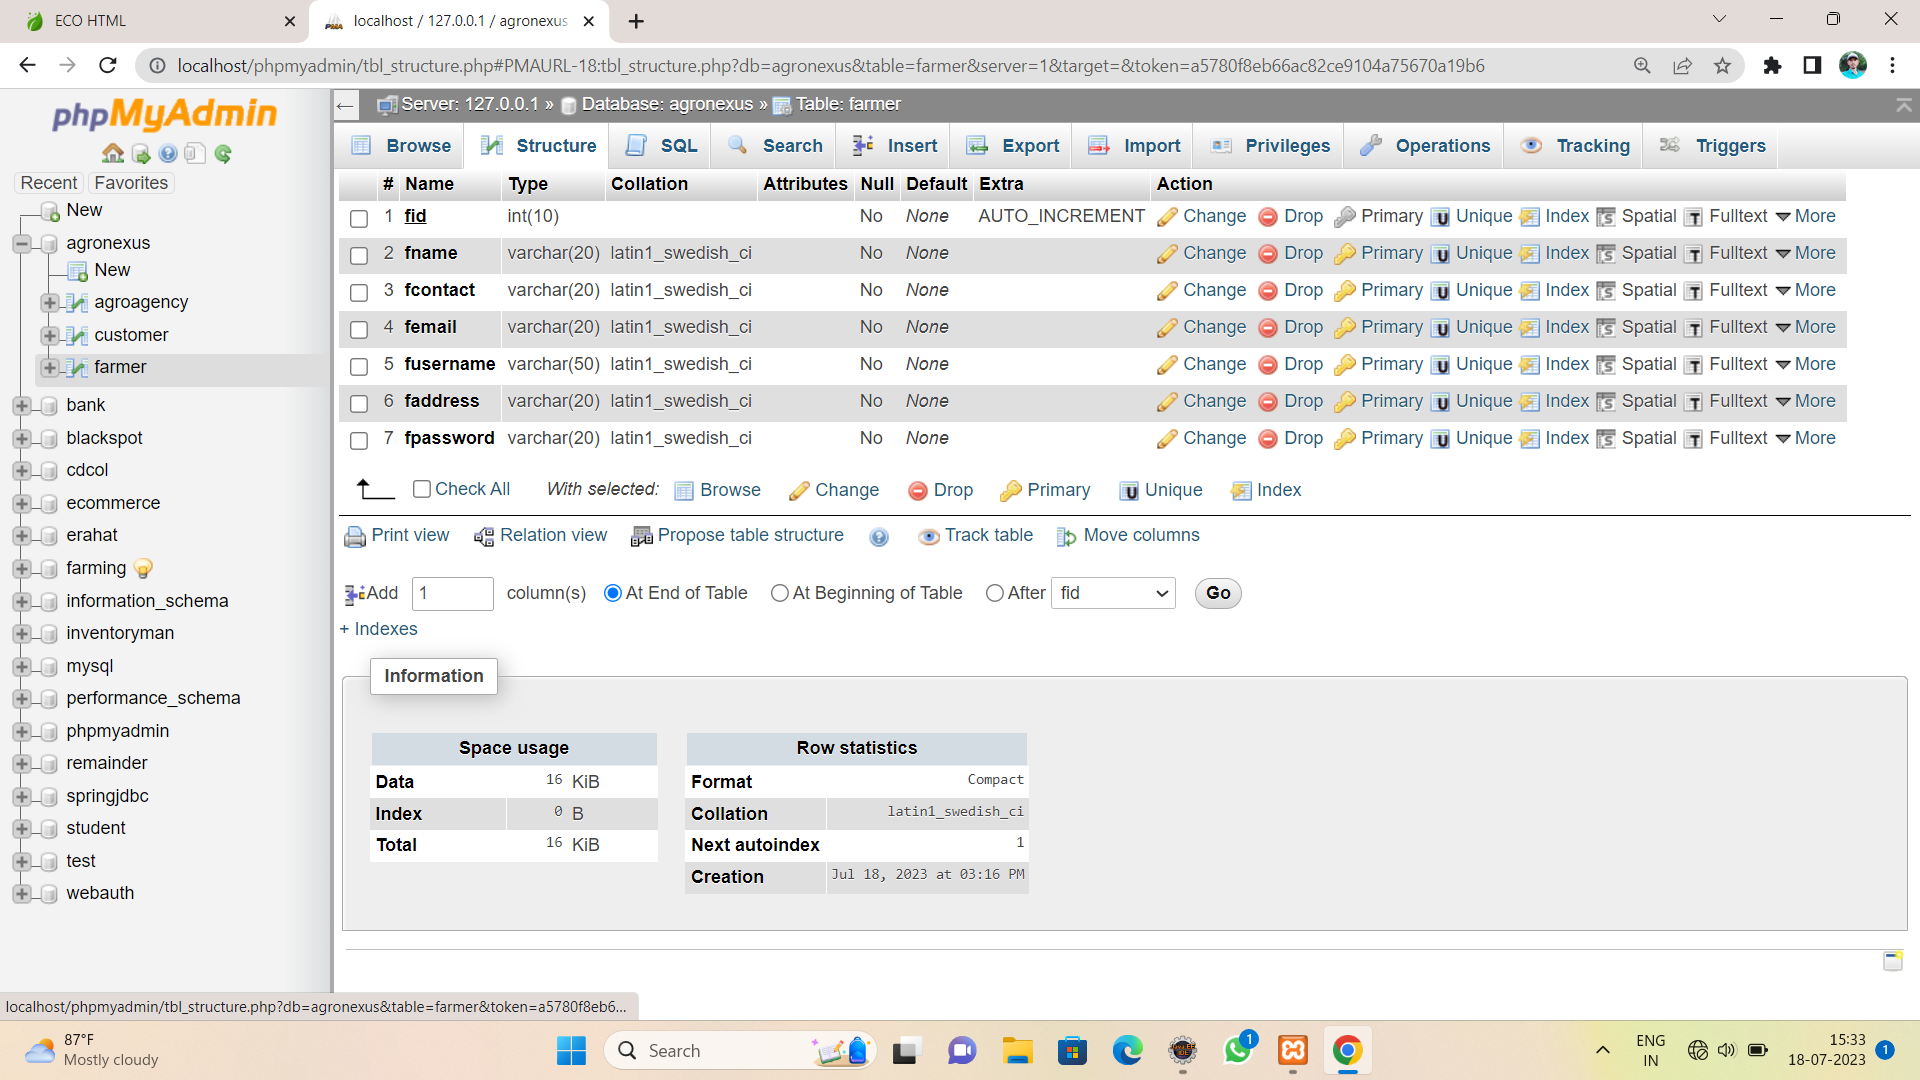 ECO HTML
localhost / 127.0.0.1 / agronexus
localhost/phpmyadmin/tbl_structure.php#PMAURL-18:tbl_structure.php?db=agronexus&table=farmer&server=1&target=&token=a5780f8eb66ac82ce9104a75670a19b6
phpMyAdmin
Recent Favorites
New
agronexus
New
agroagency
customer
farmer
bank
blackspot
cdcol
ecommerce
erahat
farming
information_schema
inventoryman
mysql
performance_schema
phpmyadmin
remainder
springjdbc
student
test
webauth
Server: 127.0.0.1 » Database: agronexus » Table: farmer
Browse Structure SQL Search Insert Export Import Privileges Operations Tracking Triggers
# Name Type Collation Attributes Null Default Extra Action
1 fid int(10) No None AUTO_INCREMENT Change Drop Primary Unique Index Spatial Fulltext More
2 fname varchar(20) latin1_swedish_ci No None Change Drop Primary Unique Index Spatial Fulltext More
3 fcontact varchar(20) latin1_swedish_ci No None Change Drop Primary Unique Index Spatial Fulltext More
4 femail varchar(20) latin1_swedish_ci No None Change Drop Primary Unique Index Spatial Fulltext More
5 fusername varchar(50) latin1_swedish_ci No None Change Drop Primary Unique Index Spatial Fulltext More
6 faddress varchar(20) latin1_swedish_ci No None Change Drop Primary Unique Index Spatial Fulltext More
7 fpassword varchar(20) latin1_swedish_ci No None Change Drop Primary Unique Index Spatial Fulltext More
Check All With selected: Browse Change Drop Primary Unique Index
Print view Relation view Propose table structure Track table Move columns
Add 1 column(s) At End of Table At Beginning of Table After fid Go
+ Indexes
Information
Space usage
Data 16 KiB
Index 0 B
Total 16 KiB
Row statistics
Format Compact
Collation latin1_swedish_ci
Next autoindex 1
Creation Jul 18, 2023 at 03:16 PM
localhost/phpmyadmin/tbl_structure.php?db=agronexus&table=farmer&token=a5780f8eb6...
87°F
Mostly cloudy
Search
1
ENG
IN
15:33
18-07-2023
1